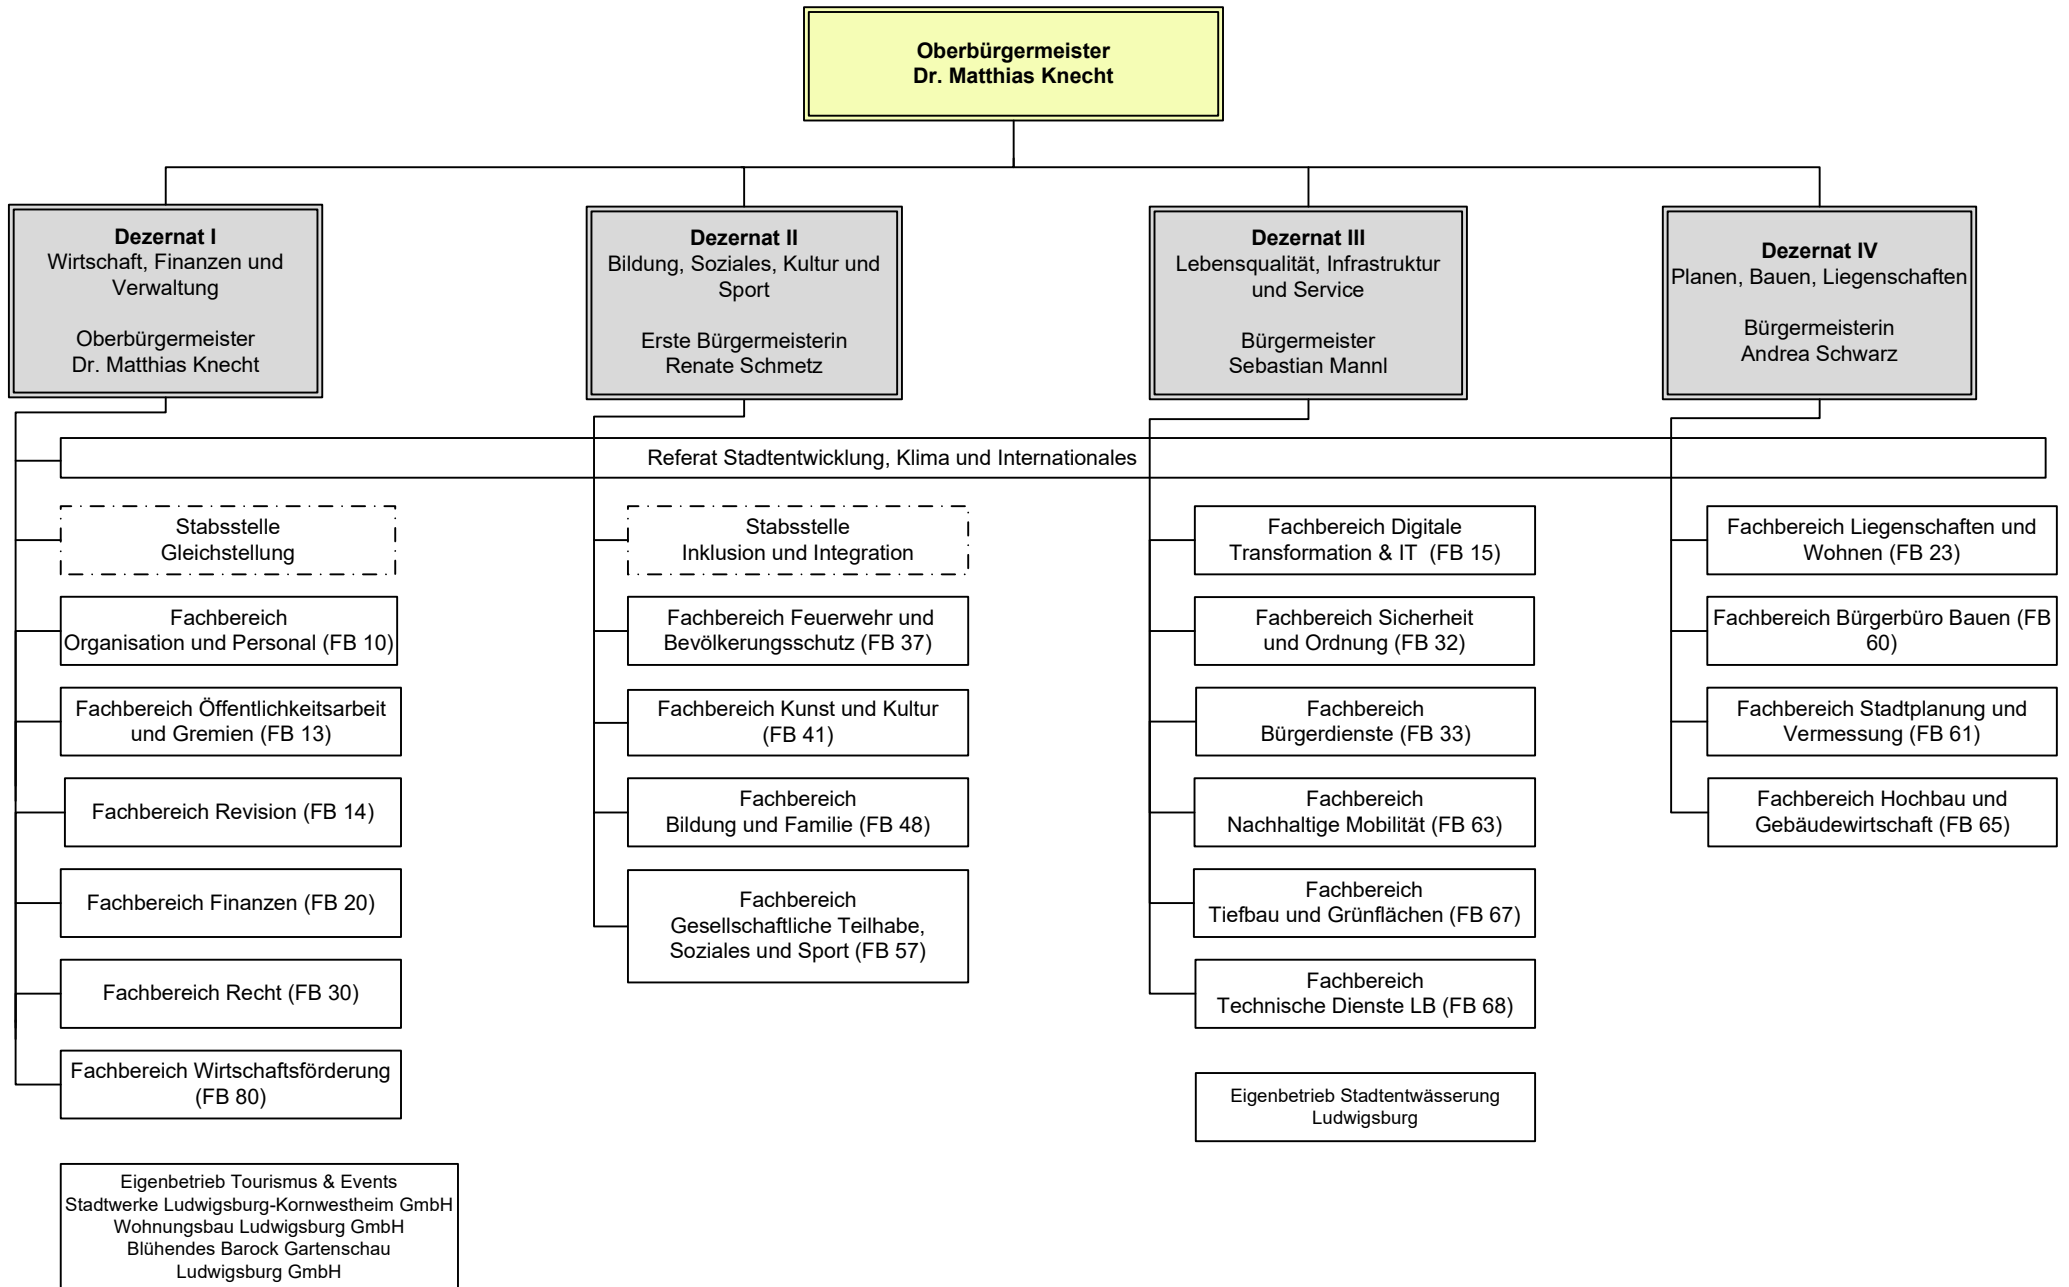 Oberbürgermeister
Dr. Matthias Knecht
Dezernat I
Wirtschaft, Finanzen und
Verwaltung
Oberbürgermeister
Dr. Matthias Knecht
Dezernat II
Bildung, Soziales, Kultur und
Sport
Erste Bürgermeisterin
Renate Schmetz
Dezernat III
Lebensqualität, Infrastruktur
und Service
Bürgermeister
Sebastian Mannl
Dezernat IV
Planen, Bauen, Liegenschaften
Bürgermeisterin
Andrea Schwarz
Referat Stadtentwicklung, Klima und Internationales
Stabsstelle
Gleichstellung
Fachbereich
Organisation und Personal (FB 10)
Fachbereich Öffentlichkeitsarbeit
und Gremien (FB 13)
Fachbereich Revision (FB 14)
Fachbereich Finanzen (FB 20)
Fachbereich Recht (FB 30)
Fachbereich Wirtschaftsförderung
(FB 80)
Eigenbetrieb Tourismus & Events
Stadtwerke Ludwigsburg-Kornwestheim GmbH
Wohnungsbau Ludwigsburg GmbH
Blühendes Barock Gartenschau
Ludwigsburg GmbH
Stabsstelle
Inklusion und Integration
Fachbereich Feuerwehr und
Bevölkerungsschutz (FB 37)
Fachbereich Kunst und Kultur
(FB 41)
Fachbereich
Bildung und Familie (FB 48)
Fachbereich
Gesellschaftliche Teilhabe,
Soziales und Sport (FB 57)
Fachbereich Digitale
Transformation & IT (FB 15)
Fachbereich Sicherheit
und Ordnung (FB 32)
Fachbereich
Bürgerdienste (FB 33)
Fachbereich
Nachhaltige Mobilität (FB 63)
Fachbereich
Tiefbau und Grünflächen (FB 67)
Fachbereich
Technische Dienste LB (FB 68)
Eigenbetrieb Stadtentwässerung
Ludwigsburg
Fachbereich Liegenschaften und
Wohnen (FB 23)
Fachbereich Bürgerbüro Bauen (FB
60)
Fachbereich Stadtplanung und
Vermessung (FB 61)
Fachbereich Hochbau und
Gebäudewirtschaft (FB 65)